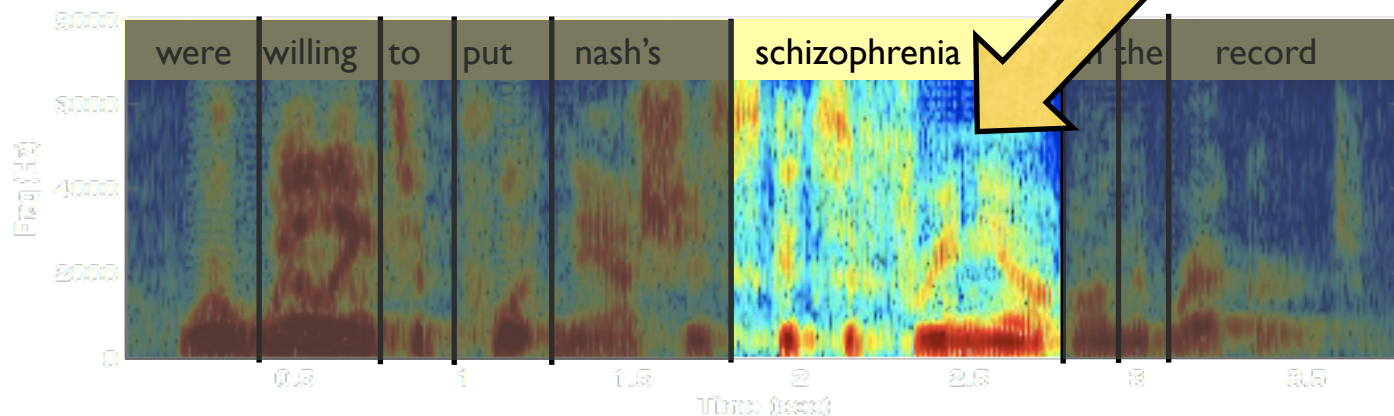 8000
were willing to put nash's schizophrenia the record
6000
4000
2000
0
Freq (Hz)
0.5 1 1.5 2 2.5 3 3.5
Time (sec)